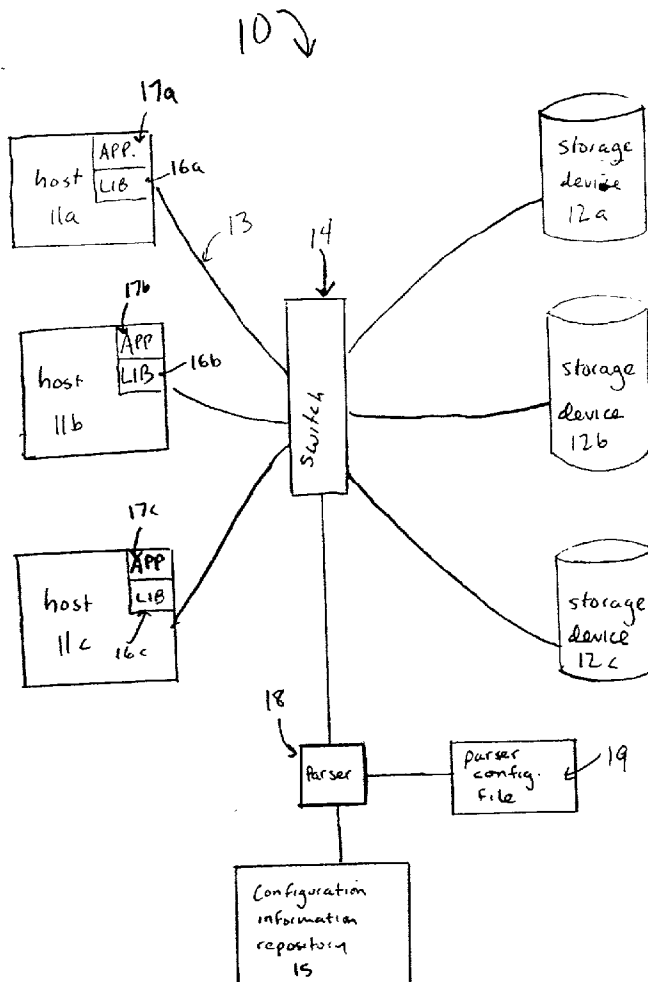 10
17a
APP.
LIB
16a
host
11a
13
14
storage
device
12a
17b
APP
LIB
16b
host
11b
switch
storage
device
12b
17c
APP
LIB
16c
host
11c
storage
device
12c
18
Parser
parser
config.
file
19
Configuration
information
repository
15